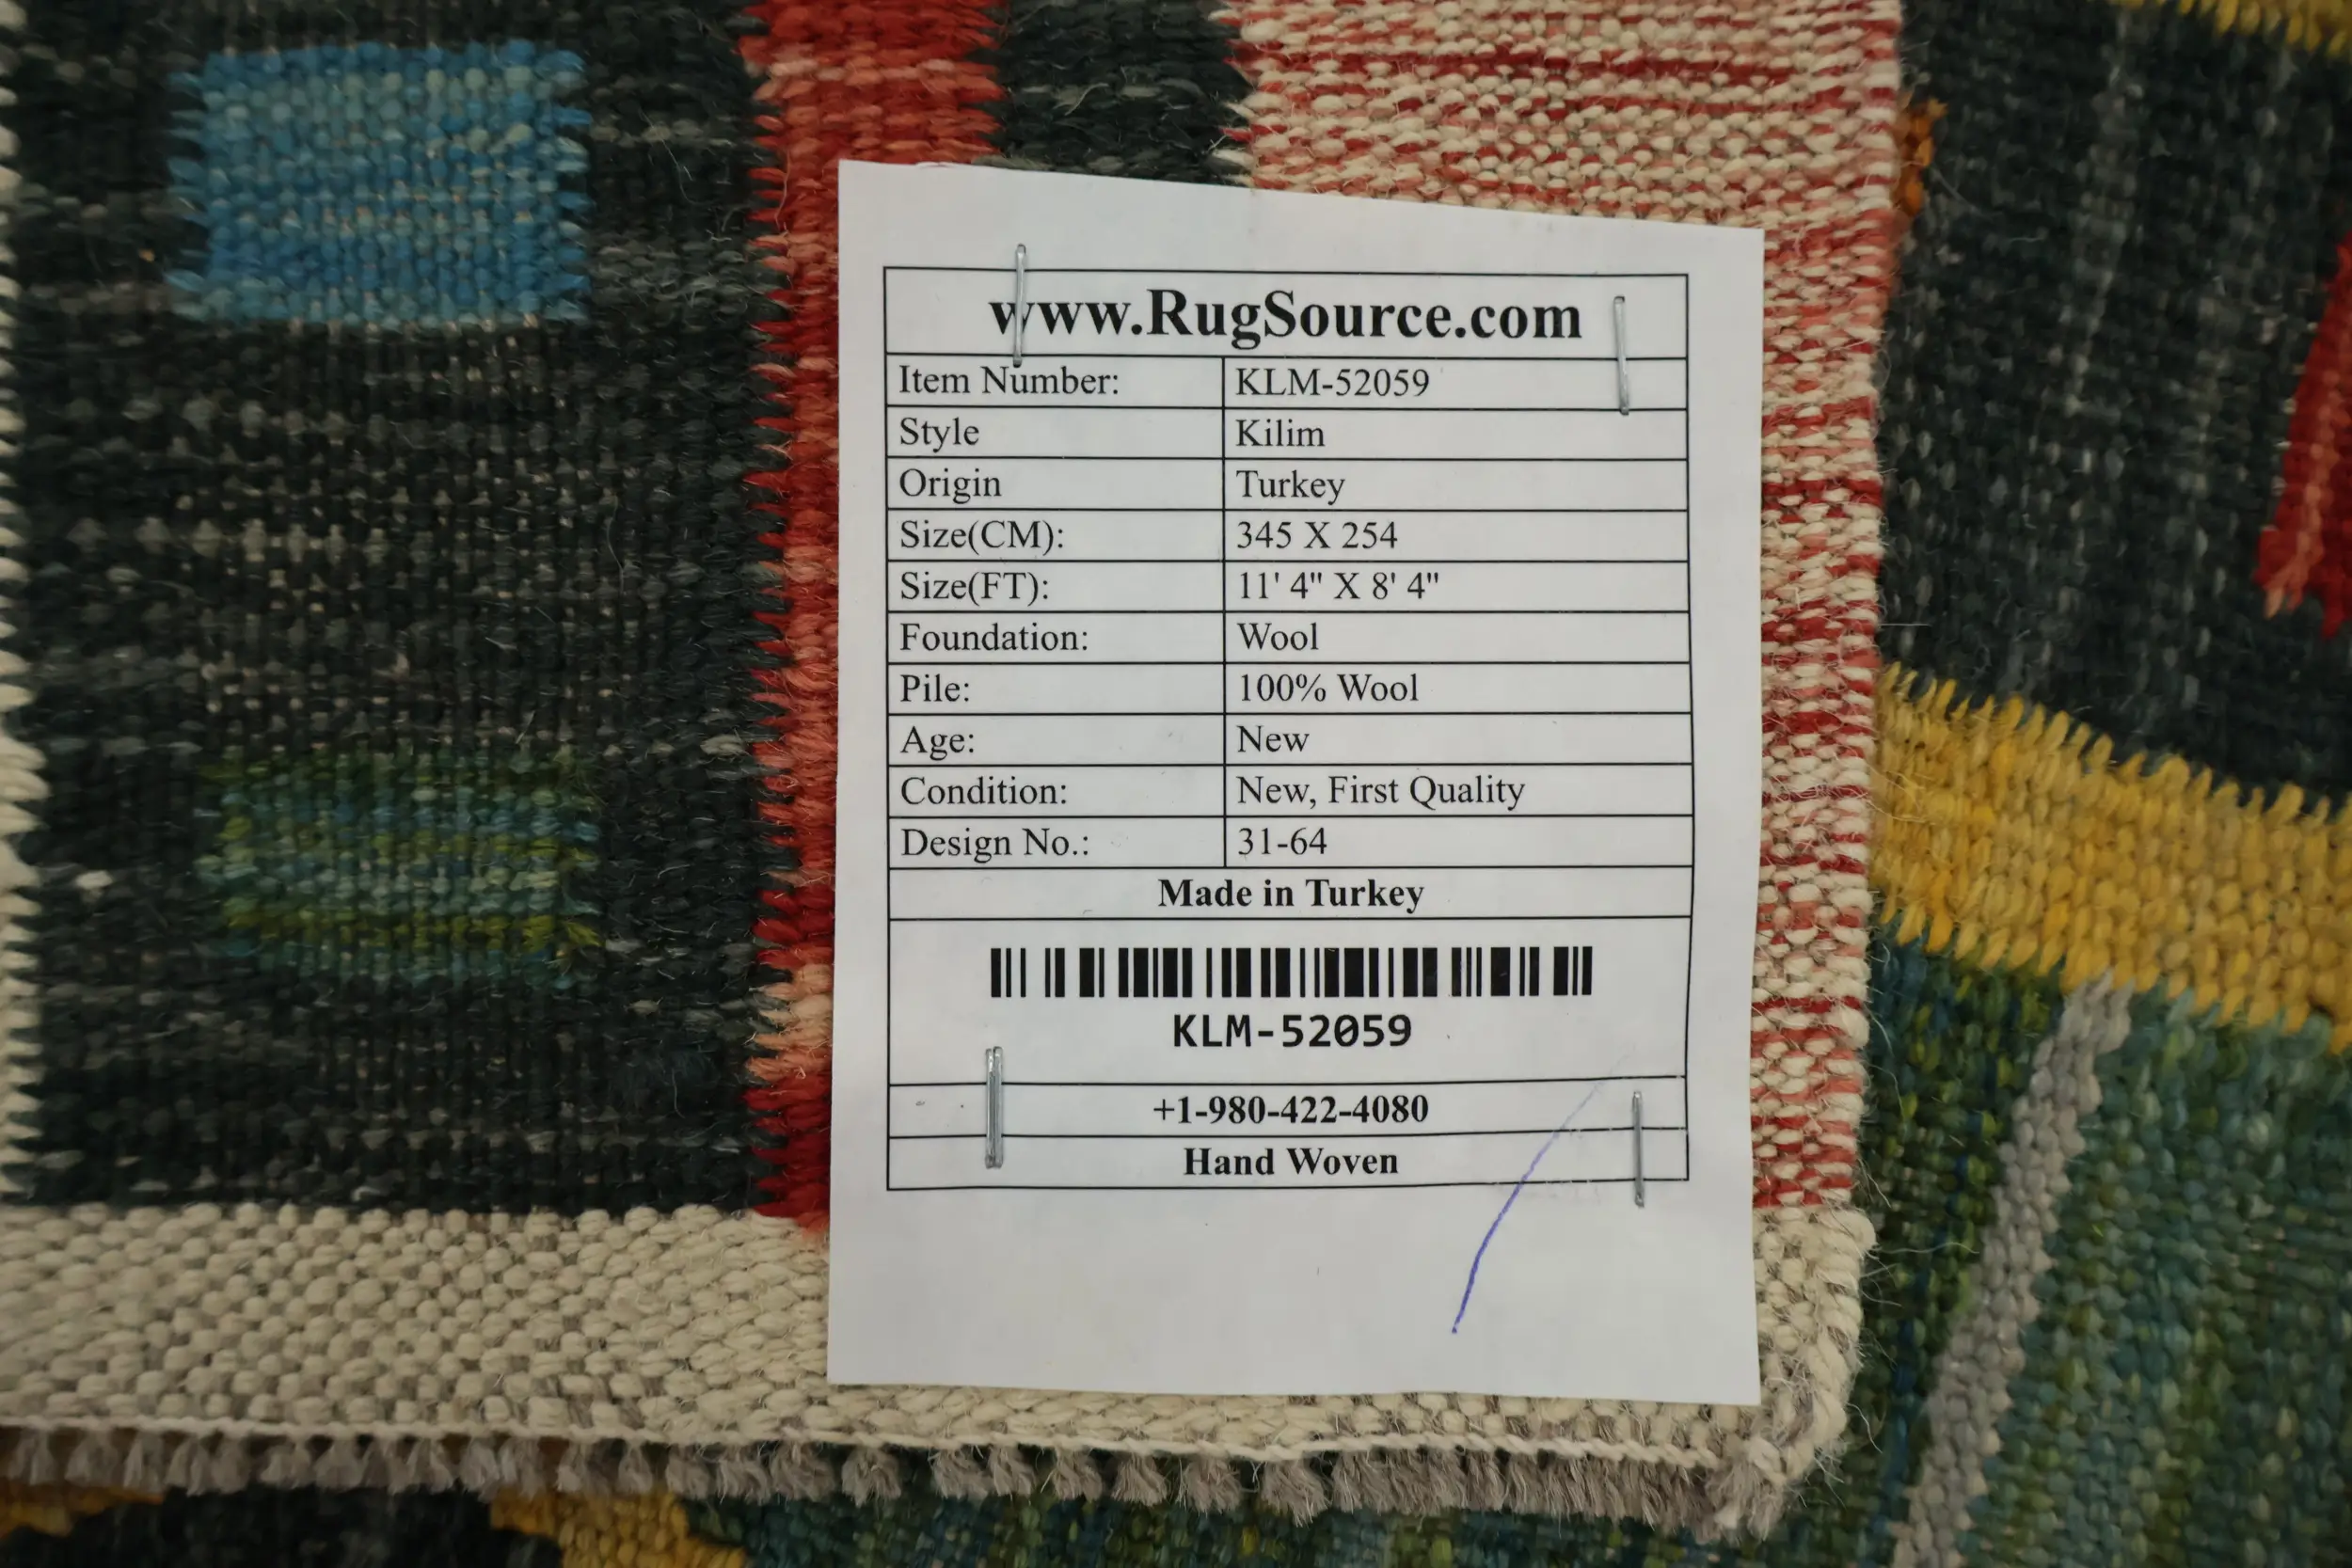 www.RugSource.com
Item Number: KLM-52059
Style Kilim
Origin Turkey
Size(CM): 345 X 254
Size(FT): 11' 4" X 8' 4"
Foundation: Wool
Pile: 100% Wool
Age: New
Condition: New, First Quality
Design No.: 31-64
Made in Turkey
KLM-52059
+1-980-422-4080
Hand Woven